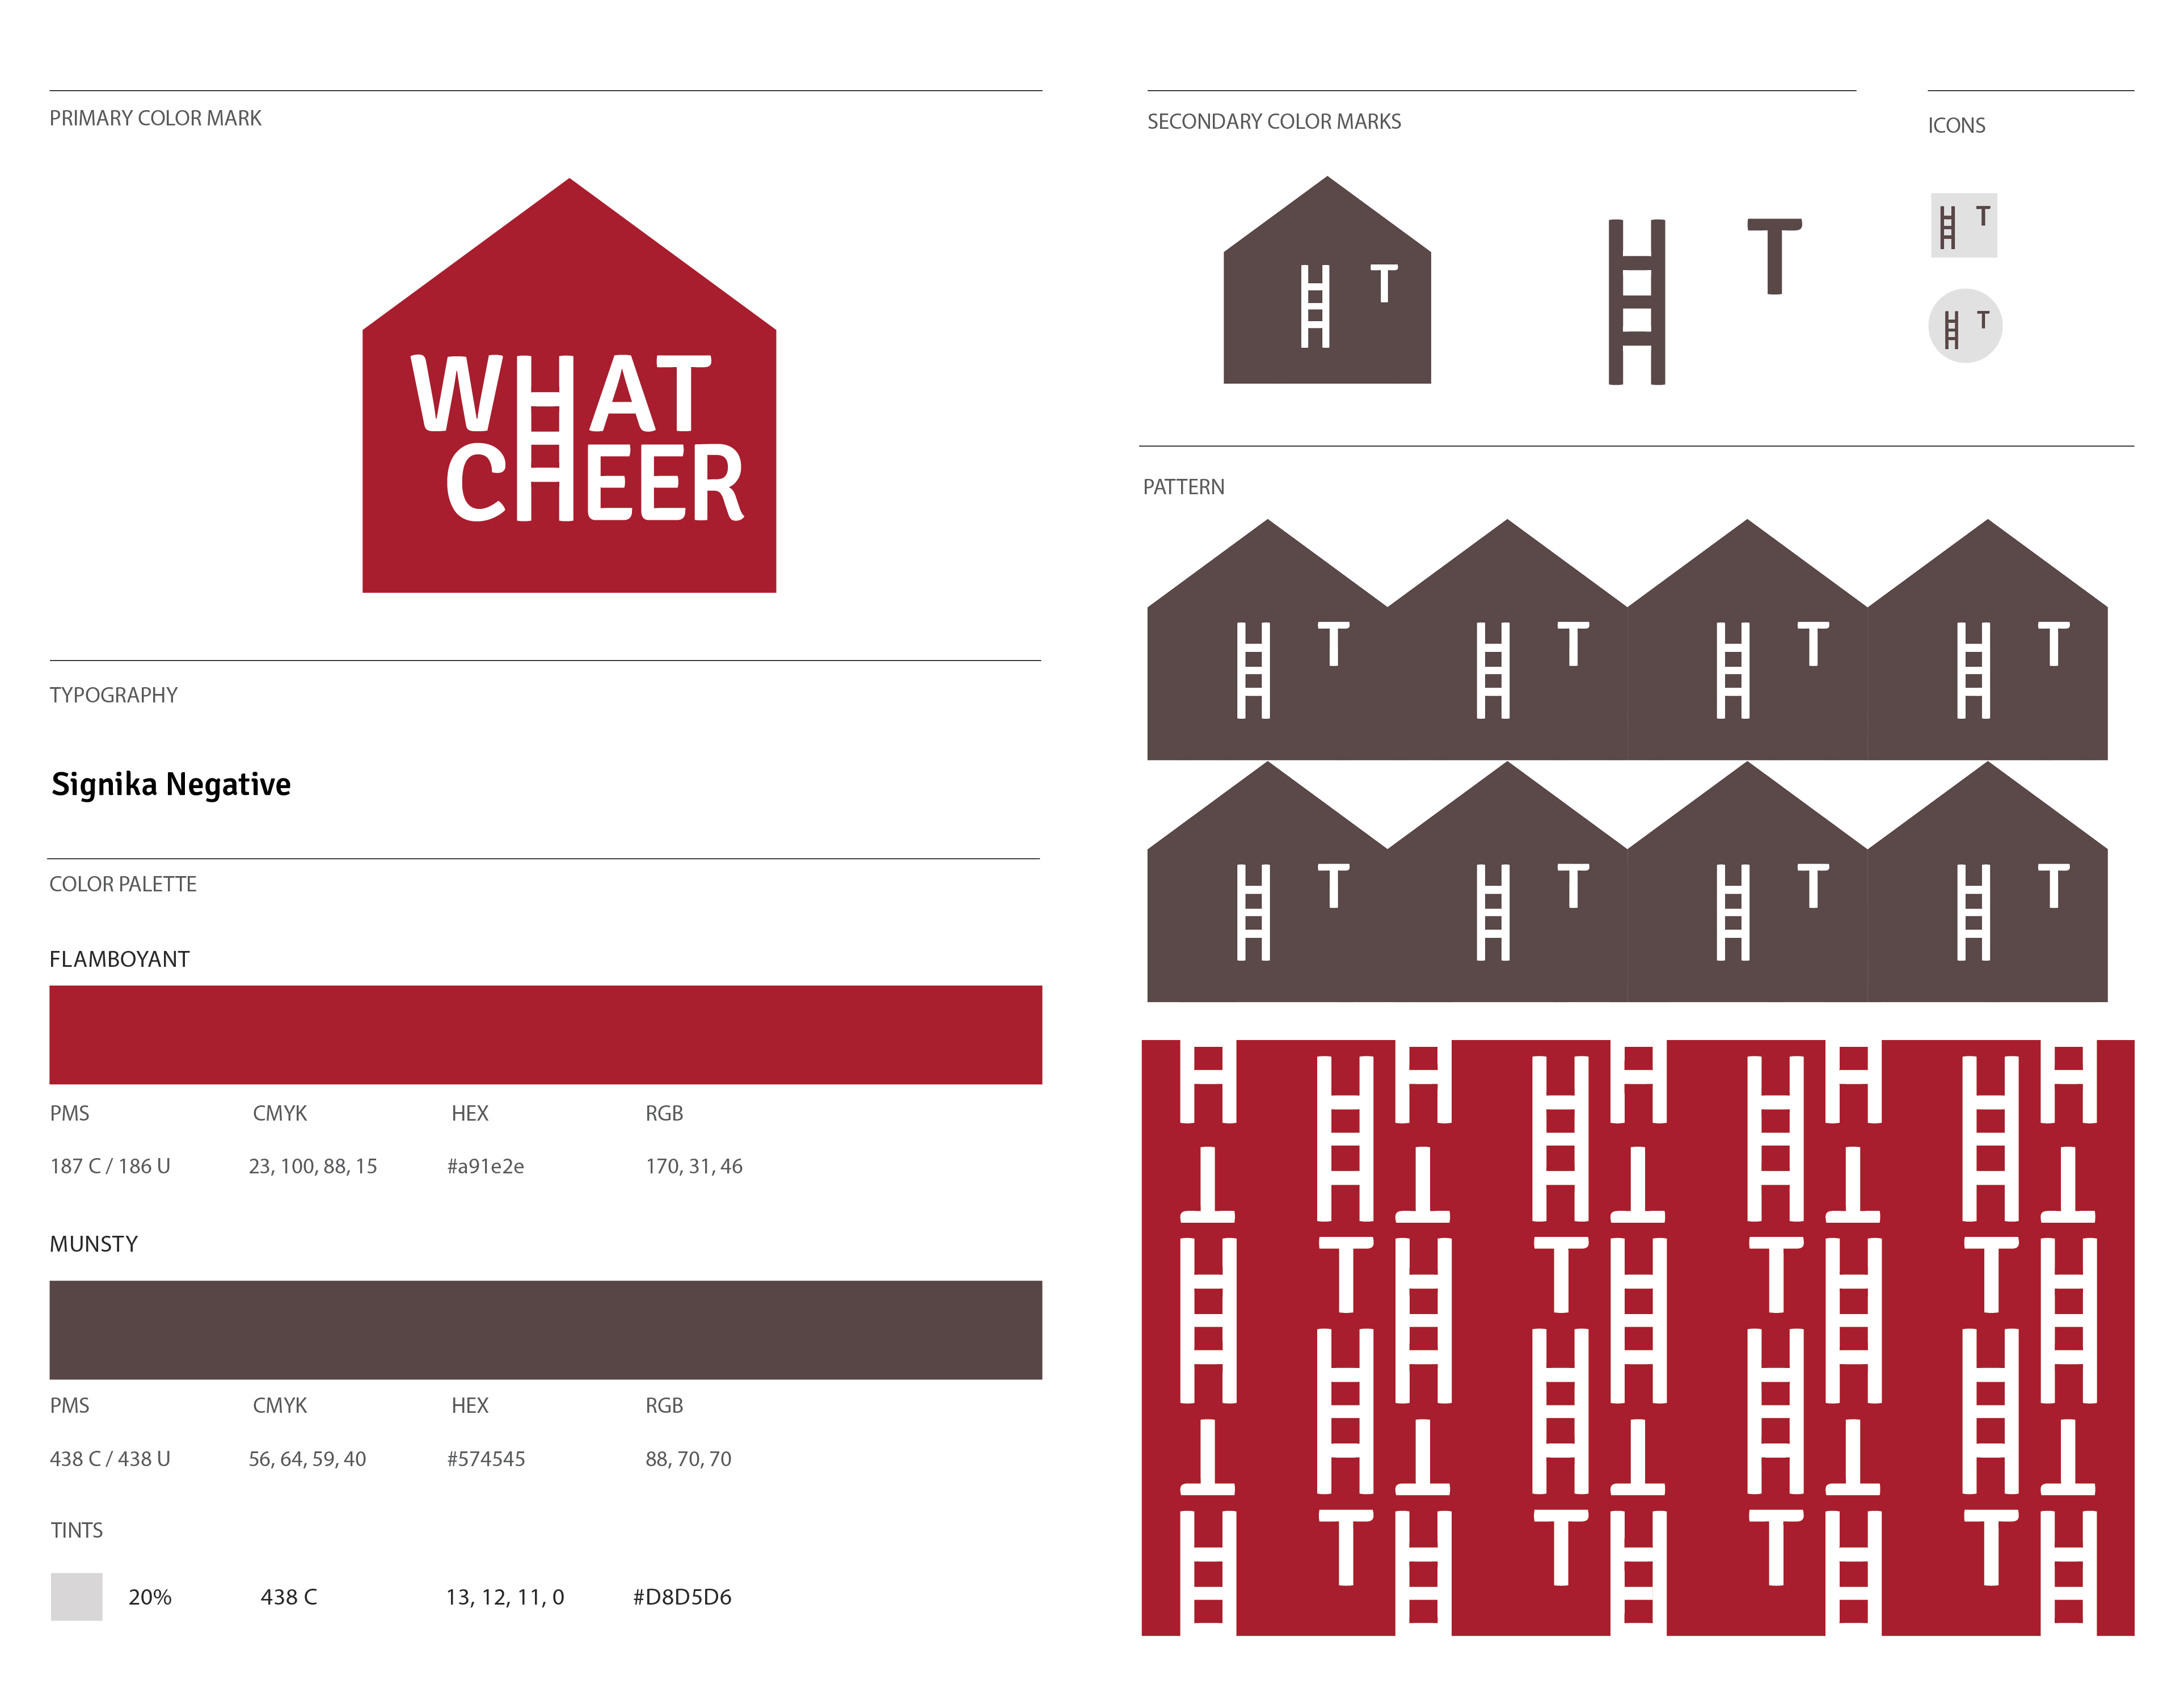 PRIMARY COLOR MARK
WHAT
CHEER
TYPOGRAPHY
Signika Negative
COLOR PALETTE
FLAMBOYANT
PMS CMYK HEX RGB
187 C / 186 U 23, 100, 88, 15 #a91e2e 170, 31, 46
MUNSTY
PMS CMYK HEX RGB
438 C / 438 U 56, 64, 59, 40 #574545 88, 70, 70
TINTS
20% 438 C 13, 12, 11, 0 #D8D5D6
SECONDARY COLOR MARKS
H T
H T
ICONS
H T
H T
PATTERN
H T H T H T H T
H T H T H T H T
H H H H H H H H H
T T T T T
H T H T H T H T H
H H H H
T T T T T
H T H T H T H T H